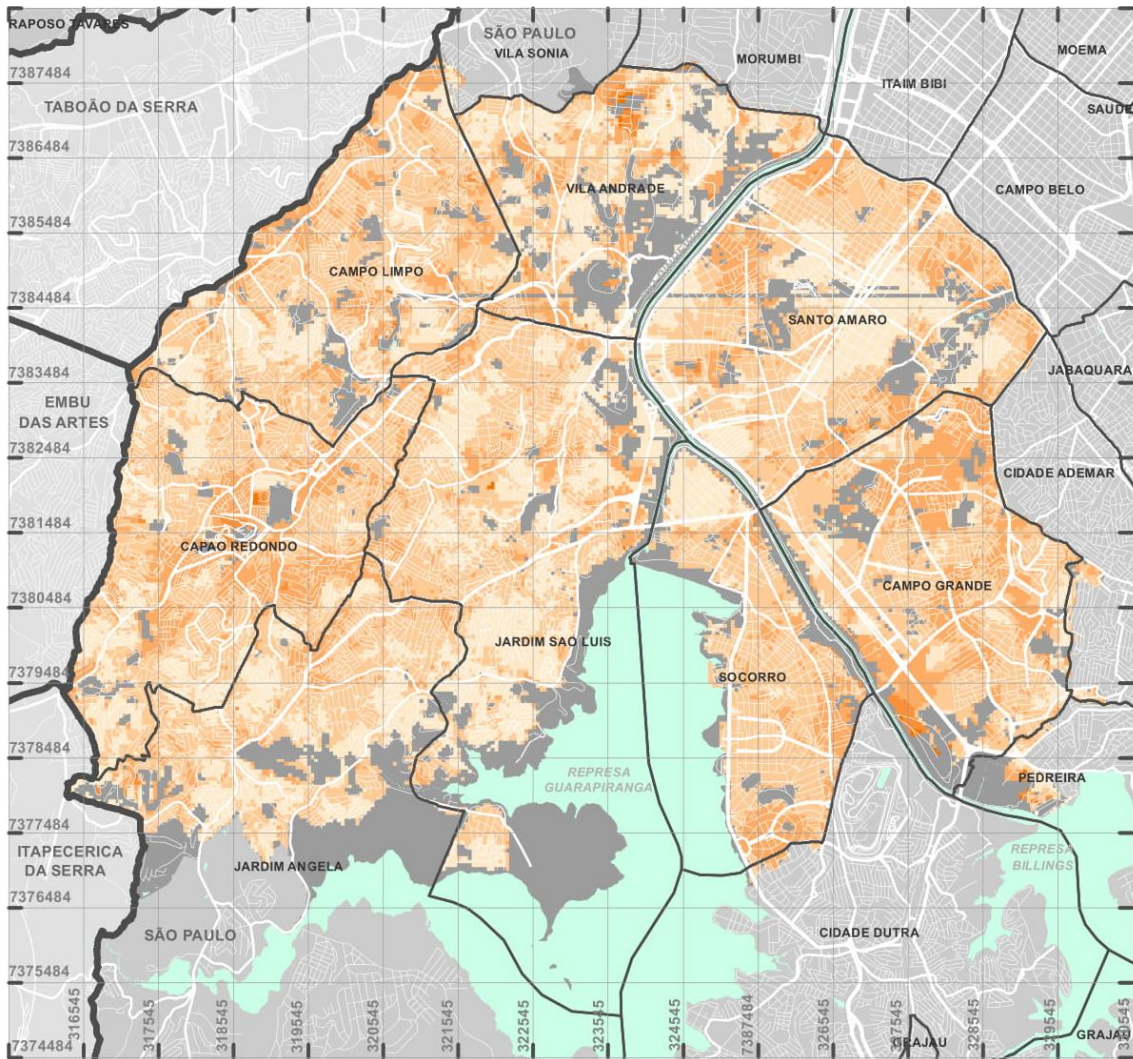 RAPOSO TAVARES
SÃO PAULO
VILA SONIA
MORUMBI
MOEMA
ITAIM BIBI
7387484
TABOÃO DA SERRA
SAUDE
7386484
VILA ANDRADE
CAMPO BELO
7385484
CAMPO LIMPO
7384484
SANTO AMARO
JABAQUARA
7383484
EMBU
DAS ARTES
CIDADE ADEMAR
7382484
7381484
CAPAO REDONDO
CAMPO GRANDE
7380484
JARDIM SAO LUIS
SOCORRO
7379484
7378484
REPRESA
GUARAPIRANGA
PEDREIRA
7377484
ITAPECERICA
DA SERRA
JARDIM ANGELA
REPRESA
BILLINGS
7376484
SÃO PAULO
CIDADE DUTRA
7375484
316545
317545
318545
319545
320545
321545
322545
323545
324545
7387484
326545
327545
328545
329545
7374484
GRAJAU
GRAJAU